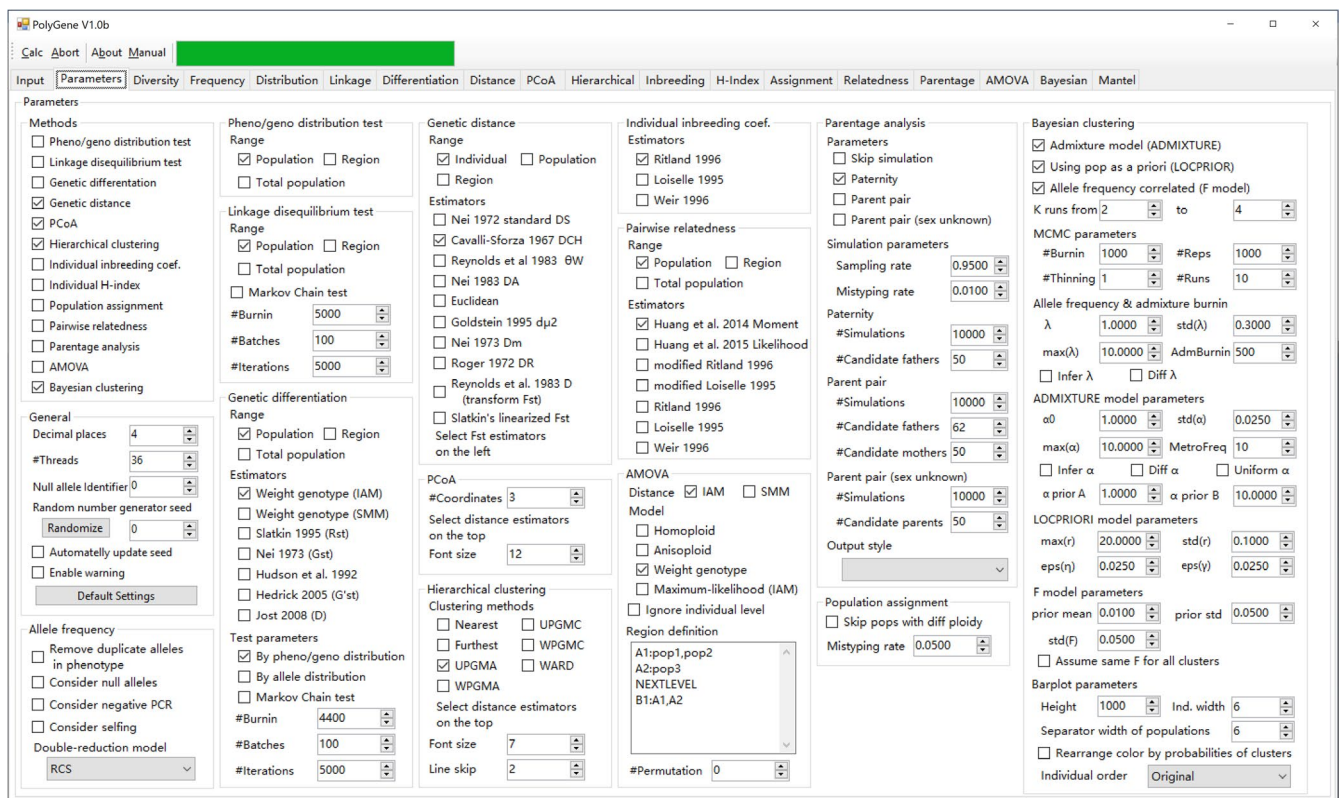 PolyGene V1.0b
Calc Abort About Manual
Input Parameters Diversity Frequency Distribution Linkage Differentiation Distance PCoA Hierarchical Inbreeding H-Index Assignment Relatedness Parentage AMOVA Bayesian Mantel
Parameters
Methods
Pheno/geno distribution test
Linkage disequilibrium test
Genetic differentation
Genetic distance
PCoA
Hierarchical clustering
Individual inbreeding coef.
Individual H-index
Population assignment
Pairwise relatedness
Parentage analysis
AMOVA
Bayesian clustering
General
Decimal places 4
#Threads 36
Null allele Identifier 0
Random number generator seed
Randomize 0
Automatelly update seed
Enable warning
Default Settings
Allele frequency
Remove duplicate alleles
in phenotype
Consider null alleles
Consider negative PCR
Consider selfing
Double-reduction model
RCS
Pheno/geno distribution test
Range
Population Region
Total population
Linkage disequilibrium test
Range
Population Region
Total population
Markov Chain test
#Burnin 5000
#Batches 100
#Iterations 5000
Genetic differentiation
Range
Population Region
Total population
Estimators
Weight genotype (IAM)
Weight genotype (SMM)
Slatkin 1995 (Rst)
Nei 1973 (Gst)
Hudson et al. 1992
Hedrick 2005 (G'st)
Jost 2008 (D)
Test parameters
By pheno/geno distribution
By allele distribution
Markov Chain test
#Burnin 4400
#Batches 100
#Iterations 5000
Genetic distance
Range
Individual Population
Region
Estimators
Nei 1972 standard DS
Cavalli-Sforza 1967 DCH
Reynolds et al 1983 θW
Nei 1983 DA
Euclidean
Goldstein 1995 dμ2
Nei 1973 Dm
Roger 1972 DR
Reynolds et al. 1983 D
(transform Fst)
Slatkin's linearized Fst
Select Fst estimators
on the left
PCoA
#Coordinates 3
Select distance estimators
on the top
Font size 12
Hierarchical clustering
Clustering methods
Nearest UPGMC
Furthest WPGMC
UPGMA WARD
WPGMA
Select distance estimators
on the top
Font size 7
Line skip 2
Individual inbreeding coef.
Estimators
Ritland 1996
Loiselle 1995
Weir 1996
Pairwise relatedness
Range
Population Region
Total population
Estimators
Huang et al. 2014 Moment
Huang et al. 2015 Likelihood
modified Ritland 1996
modified Loiselle 1995
Ritland 1996
Loiselle 1995
Weir 1996
AMOVA
Distance IAM SMM
Model
Homoploid
Anisoploid
Weight genotype
Maximum-likelihood (IAM)
Ignore individual level
Region definition
A1:pop1,pop2
A2:pop3
NEXTLEVEL
B1:A1,A2
#Permutation 0
Parentage analysis
Parameters
Skip simulation
Paternity
Parent pair
Parent pair (sex unknown)
Simulation parameters
Sampling rate 0.9500
Mistyping rate 0.0100
Paternity
#Simulations 10000
#Candidate fathers 50
Parent pair
#Simulations 10000
#Candidate fathers 62
#Candidate mothers 50
Parent pair (sex unknown)
#Simulations 10000
#Candidate parents 50
Output style
Population assignment
Skip pops with diff ploidy
Mistyping rate 0.0500
Bayesian clustering
Admixture model (ADMIXTURE)
Using pop as a priori (LOCPRIOR)
Allele frequency correlated (F model)
K runs from 2 to 4
MCMC parameters
#Burnin 1000 #Reps 1000
#Thinning 1 #Runs 10
Allele frequency & admixture burnin
λ 1.0000 std(λ) 0.3000
max(λ) 10.0000 AdmBurnin 500
Infer λ Diff λ
ADMIXTURE model parameters
α0 1.0000 std(α) 0.0250
max(α) 10.0000 MetroFreq 10
Infer α Diff α Uniform α
α prior A 1.0000 α prior B 10.0000
LOCPRIORI model parameters
max(r) 20.0000 std(r) 0.1000
eps(η) 0.0250 eps(γ) 0.0250
F model parameters
prior mean 0.0100 prior std 0.0500
std(F) 0.0500
Assume same F for all clusters
Barplot parameters
Height 1000 Ind. width 6
Separator width of populations 6
Rearrange color by probabilities of clusters
Individual order Original